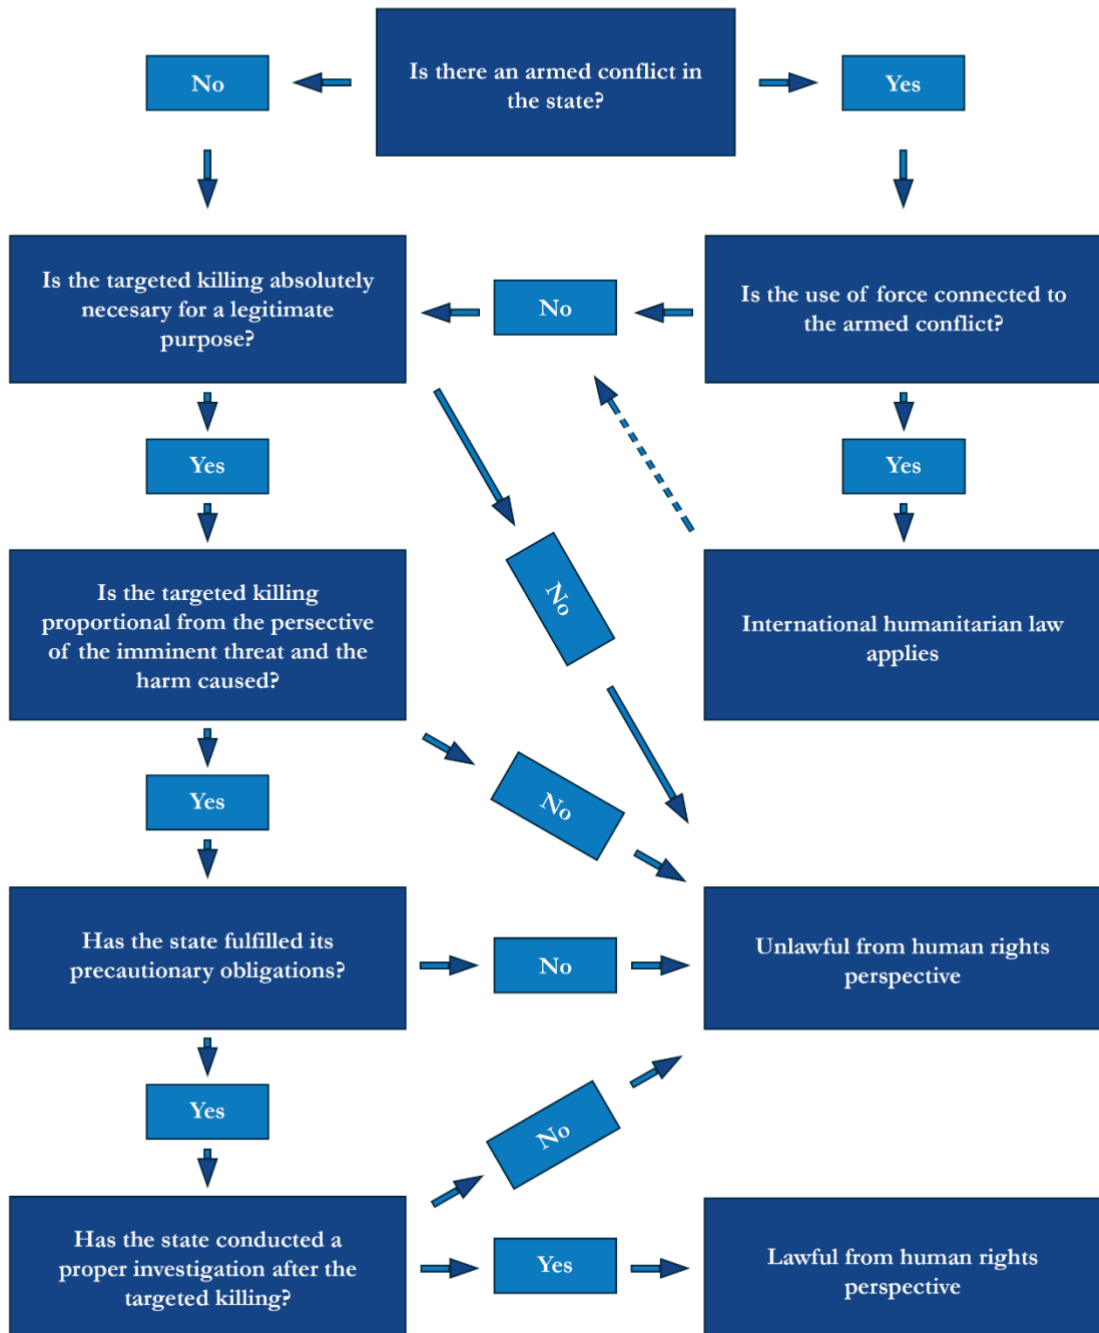 Is there an armed conflict in
the state?
No
Yes
Is the targeted killing absolutely
necesary for a legitimate
purpose?
No
Is the use of force connected to
the armed conflict?
Yes
Yes
No
Is the targeted killing
proportional from the persective
of the imminent threat and the
harm caused?
International humanitarian law
applies
Yes
No
Has the state fulfilled its
precautionary obligations?
No
Unlawful from human rights
perspective
Yes
No
Has the state conducted a
proper investigation after the
targeted killing?
Yes
Lawful from human rights
perspective